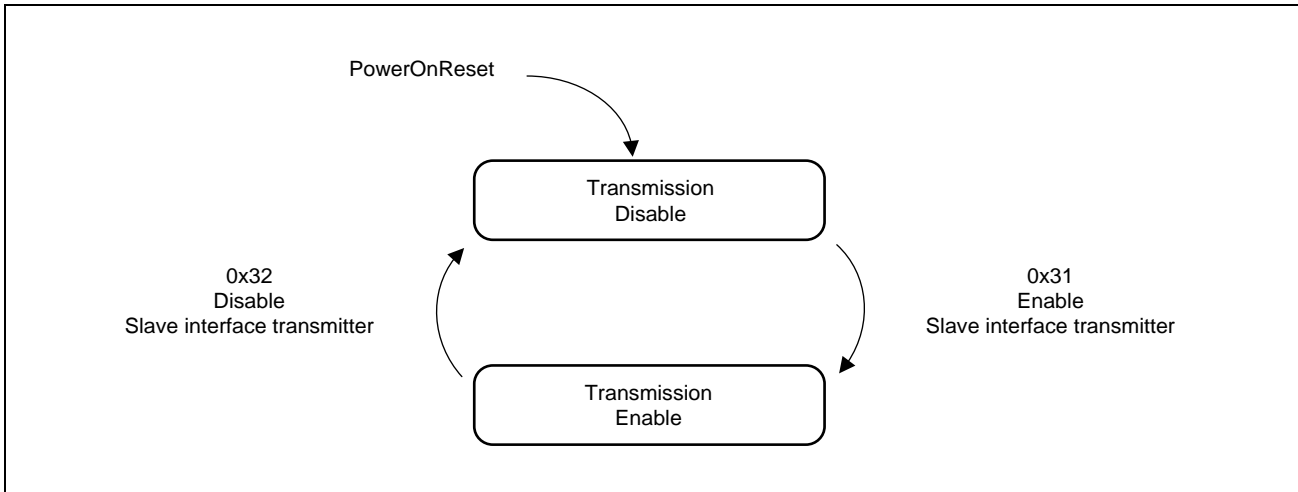 PowerOnReset
Transmission
Disable
0x32
Disable
Slave interface transmitter
0x31
Enable
Slave interface transmitter
Transmission
Enable